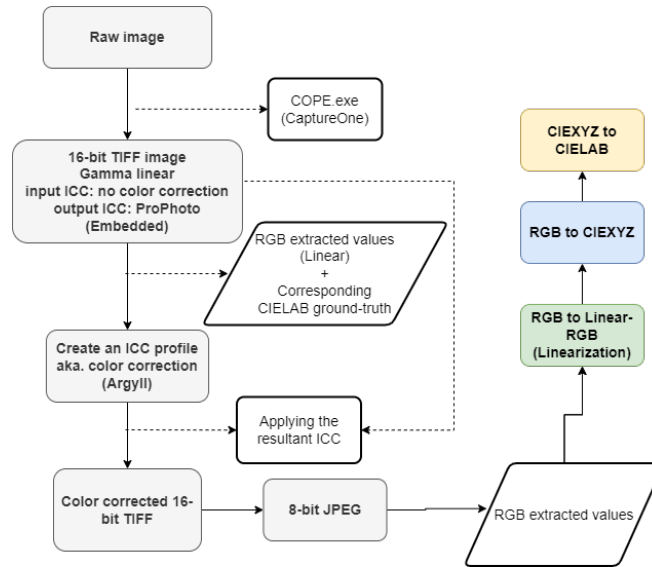 Raw image
COPE.exe
(CaptureOne)
16-bit TIFF image
Gamma linear
input ICC: no color correction
output ICC: ProPhoto
(Embedded)
RGB extracted values
(Linear)
+
Corresponding
CIELAB ground-truth
Create an ICC profile
aka. color correction
(Argyll)
Applying the
resultant ICC
Color corrected 16-
bit TIFF
8-bit JPEG
RGB extracted values
RGB to Linear-
RGB
(Linearization)
RGB to CIEXYZ
CIEXYZ to
CIELAB